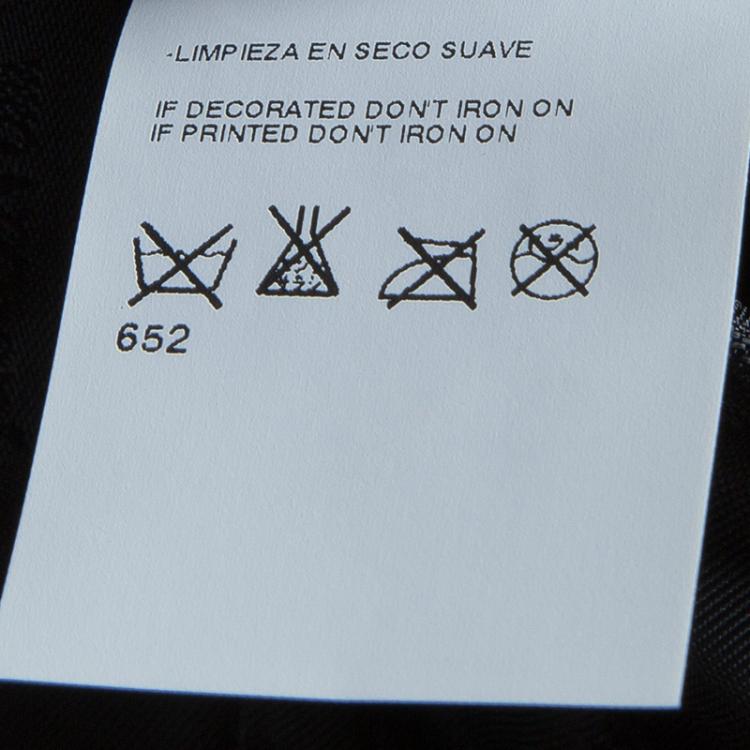 -LIMPIEZA EN SECO SUAVE
IF DECORATED DON'T IRON ON
IF PRINTED DON'T IRON ON
652